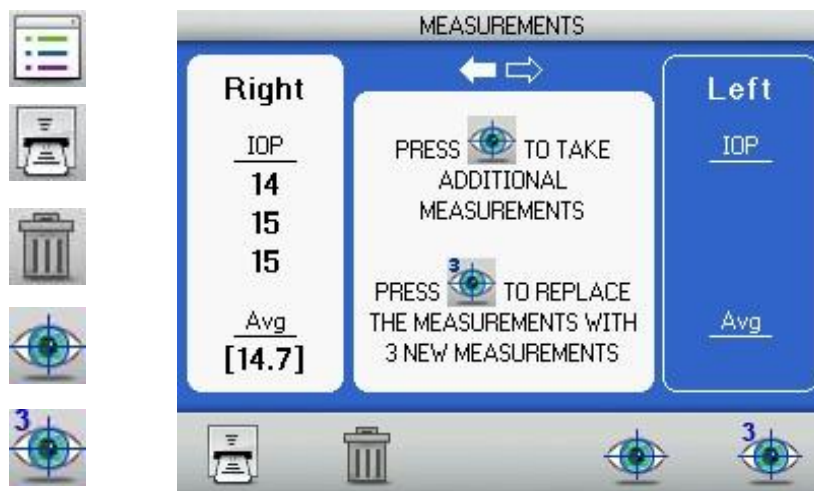 MEASUREMENTS
Right
IOP
14
15
15
Avg
[14.7]
PRESS TO TAKE
ADDITIONAL
MEASUREMENTS
3
PRESS TO REPLACE
THE MEASUREMENTS WITH
3 NEW MEASUREMENTS
Left
IOP
Avg
3
3